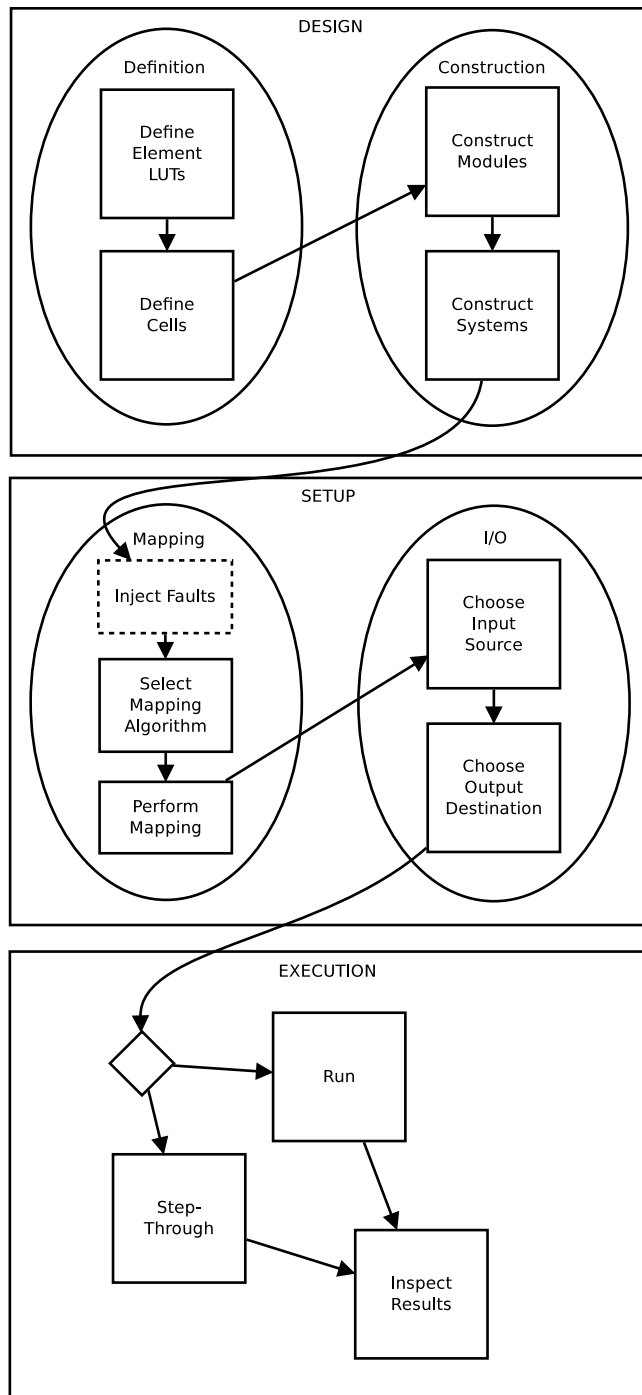 DESIGN
Definition
Define
Element
LUTs
Define
Cells
Construction
Construct
Modules
Construct
Systems
SETUP
Mapping
Inject Faults
Select
Mapping
Algorithm
Perform
Mapping
I/O
Choose
Input
Source
Choose
Output
Destination
EXECUTION
Run
Step-
Through
Inspect
Results